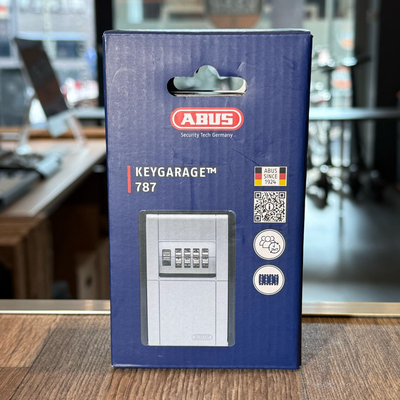 ABUS
Security Tech Germany
KEYGARAGE™
787
ABUS
SINCE
1924